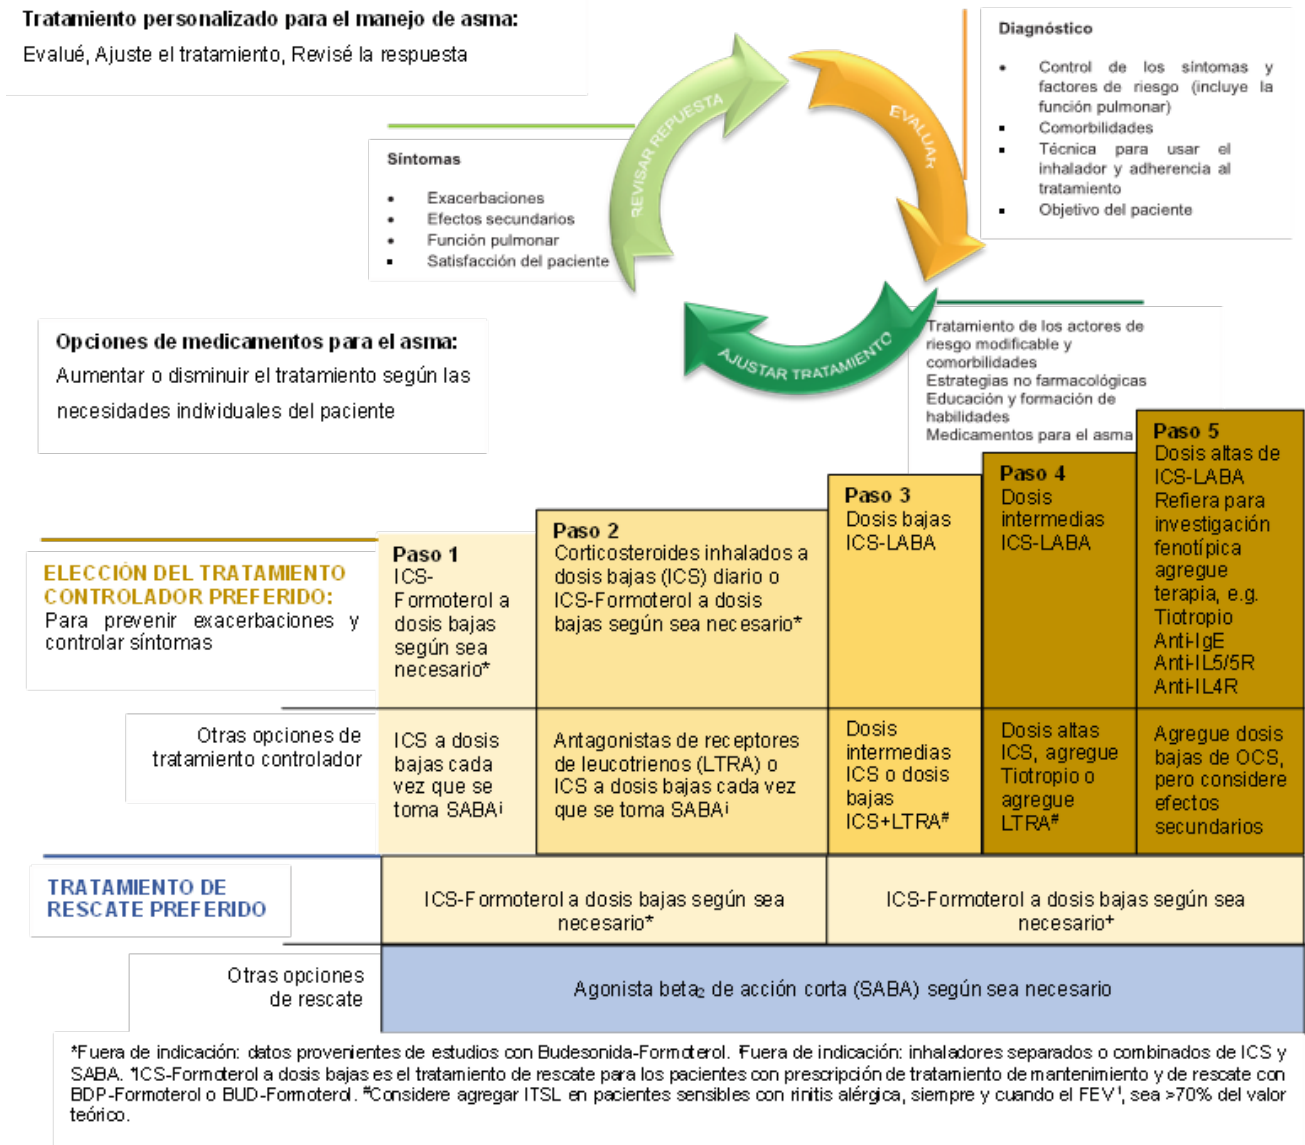 Tratamiento personalizado para el manejo de asma:
Evalué, Ajuste el tratamiento, Revisé la respuesta
REVISAR REPUESTA
EVALUAR
AJUSTAR TRATAMIENTO
Diagnóstico
• Control de los síntomas y
factores de riesgo (incluye la
función pulmonar)
▪ Comorbilidades
▪ Técnica para usar el
inhalador y adherencia al
tratamiento
▪ Objetivo del paciente
Síntomas
• Exacerbaciones
• Efectos secundarios
• Función pulmonar
▪ Satisfacción del paciente
Tratamiento de los actores de
riesgo modificable y
comorbilidades
Estrategias no farmacológicas
Educación y formación de
habilidades
Medicamentos para el asma
Opciones de medicamentos para el asma:
Aumentar o disminuir el tratamiento según las
necesidades individuales del paciente
ELECCIÓN DEL TRATAMIENTO
CONTROLADOR PREFERIDO:
Para prevenir exacerbaciones y
controlar síntomas
Paso 1
ICS-
Formoterol a
dosis bajas
según sea
necesario*
Paso 2
Corticosteroides inhalados a
dosis bajas (ICS) diario o
ICS-Formoterol a dosis
bajas según sea necesario*
Paso 3
Dosis bajas
ICS-LABA
Paso 4
Dosis
intermedias
ICS-LABA
Paso 5
Dosis altas de
ICS-LABA
Refiera para
investigación
fenotípica
agregue
terapia, e.g.
Tiotropio
Anti-IgE
Anti-IL5/5R
Anti-IL4R
Otras opciones de
tratamiento controlador
ICS a dosis
bajas cada
vez que se
toma SABAⁱ
Antagonistas de receptores
de leucotrienos (LTRA) o
ICS a dosis bajas cada vez
que se toma SABAⁱ
Dosis
intermedias
ICS o dosis
bajas
ICS+LTRA#
Dosis altas
ICS, agregue
Tiotropio o
agregue
LTRA#
Agregue dosis
bajas de OCS,
pero considere
efectos
secundarios
TRATAMIENTO DE
RESCATE PREFERIDO
ICS-Formoterol a dosis bajas según sea
necesario*
ICS-Formoterol a dosis bajas según sea
necesario⁺
Otras opciones
de rescate
Agonista beta₂ de acción corta (SABA) según sea necesario
*Fuera de indicación: datos provenientes de estudios con Budesonida-Formoterol. Fuera de indicación: inhaladores separados o combinados de ICS y
SABA. ICS-Formoterol a dosis bajas es el tratamiento de rescate para los pacientes con prescripción de tratamiento de mantenimiento y de rescate con
BDP-Formoterol o BUD-Formoterol. #Considere agregar ITSL en pacientes sensibles con rinitis alérgica, siempre y cuando el FEV¹, sea >70% del valor
teórico.